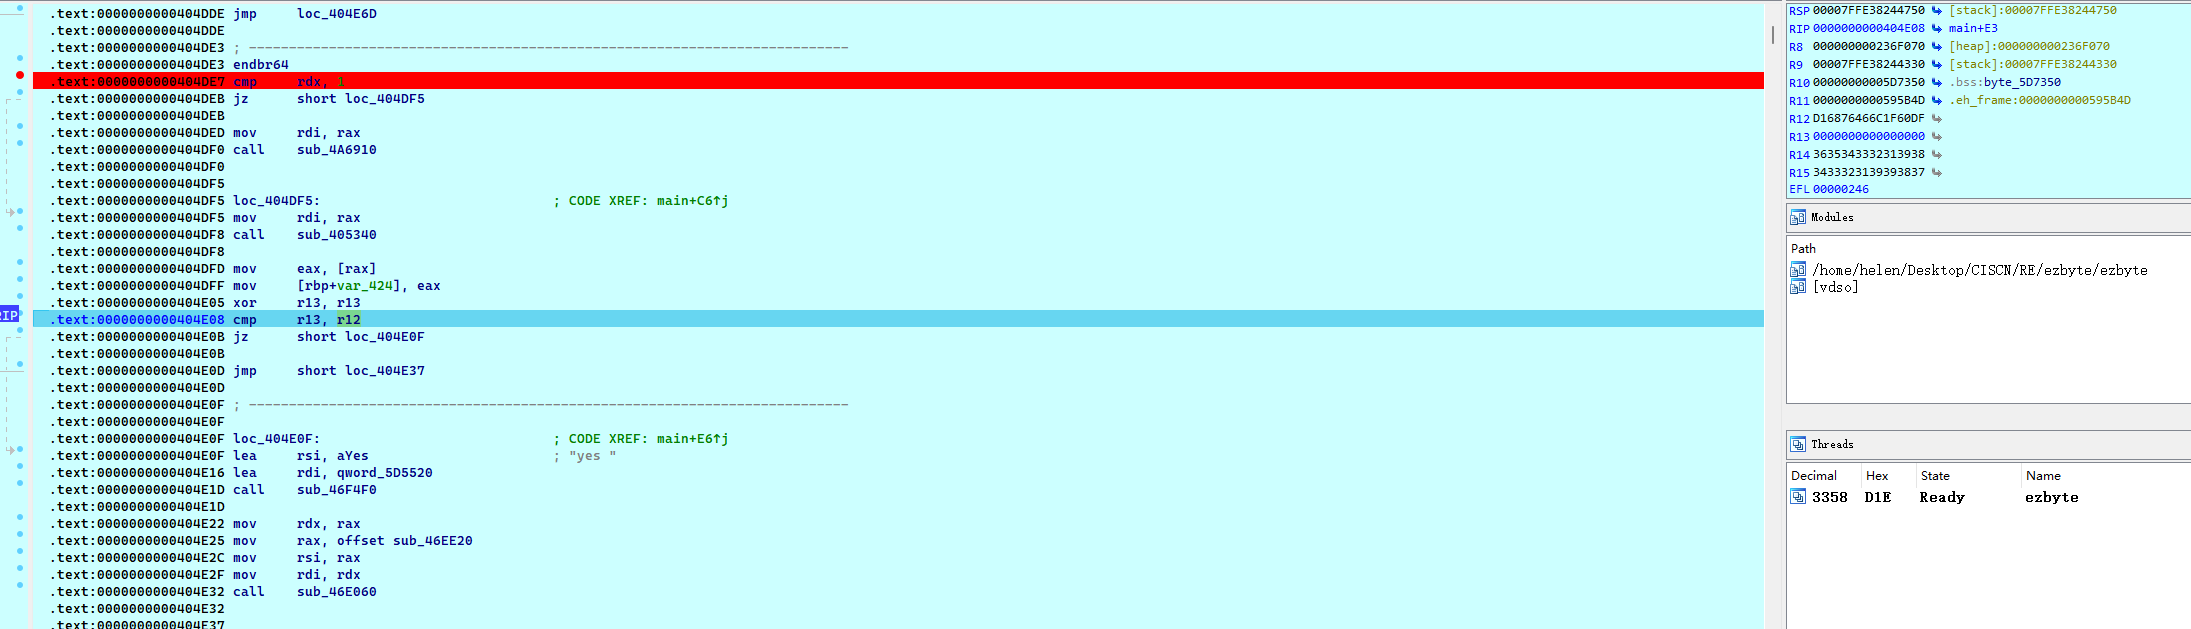 .text:0000000000404DDE jmp     loc_404E6D
.text:0000000000404DDE
.text:0000000000404DE3 ; ---------------------------------------------------------------------------
.text:0000000000404DE3 endbr64
.text:0000000000404DE7 cmp     rdx, 1
.text:0000000000404DEB jz      short loc_404DF5
.text:0000000000404DEB
.text:0000000000404DED mov     rdi, rax
.text:0000000000404DF0 call    sub_4A6910
.text:0000000000404DF0
.text:0000000000404DF5
.text:0000000000404DF5 loc_404DF5:                             ; CODE XREF: main+C6↑j
.text:0000000000404DF5 mov     rdi, rax
.text:0000000000404DF8 call    sub_405340
.text:0000000000404DF8
.text:0000000000404DFD mov     eax, [rax]
.text:0000000000404DFF mov     [rbp+var_424], eax
.text:0000000000404E05 xor     r13, r13
RIP .text:0000000000404E08 cmp     r13, r12
.text:0000000000404E0B jz      short loc_404E0F
.text:0000000000404E0B
.text:0000000000404E0D jmp     short loc_404E37
.text:0000000000404E0D
.text:0000000000404E0F ; ---------------------------------------------------------------------------
.text:0000000000404E0F
.text:0000000000404E0F loc_404E0F:                             ; CODE XREF: main+E6↑j
.text:0000000000404E0F lea     rsi, aYes                       ; "yes "
.text:0000000000404E16 lea     rdi, qword_5D5520
.text:0000000000404E1D call    sub_46F4F0
.text:0000000000404E1D
.text:0000000000404E22 mov     rdx, rax
.text:0000000000404E25 mov     rax, offset sub_46EE20
.text:0000000000404E2C mov     rsi, rax
.text:0000000000404E2F mov     rdi, rdx
.text:0000000000404E32 call    sub_46E060
.text:0000000000404E32
.text:0000000000404E37
RSP 00007FFE38244750 [stack]:00007FFE38244750
RIP 0000000000404E08 main+E3
R8 000000000236F070 [heap]:000000000236F070
R9 00007FFE38244330 [stack]:00007FFE38244330
R10 00000000005D7350 .bss:byte_5D7350
R11 0000000000595B4D .eh_frame:0000000000595B4D
R12 D16876466C1F60DF
R13 0000000000000000
R14 3635343332313938
R15 3433323139393837
EFL 00000246
Modules
Path
/home/helen/Desktop/CISCN/RE/ezbyte/ezbyte
[vdso]
Threads
Decimal Hex State Name
3358 D1E Ready ezbyte